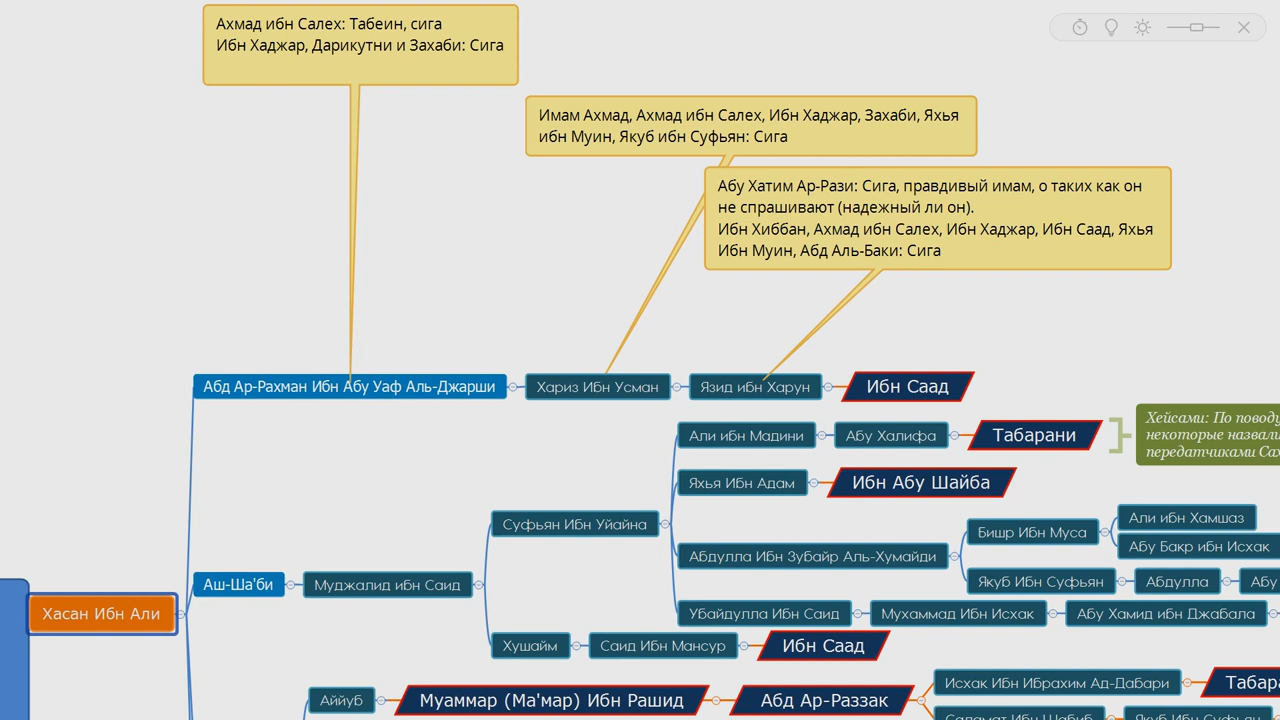 Ахмад ибн Салех: Табеин, сига
Ибн Хаджар, Дарикутни и Захаби: Сига
Имам Ахмад, Ахмад ибн Салех, Ибн Хаджар, Захаби, Яхья
ибн Муин, Якуб ибн Суфьян: Сига
Абу Хатим Ар-Рази: Сига, правдивый имам, о таких как он
не спрашивают (надежный ли он).
Ибн Хиббан, Ахмад ибн Салех, Ибн Хаджар, Ибн Саад, Яхья
Ибн Муин, Абд Аль-Баки: Сига
Абд Ар-Рахман Ибн Абу Уаф Аль-Джарши
Хариз Ибн Усман
Язид ибн Харун
Ибн Саад
Али ибн Мадини
Абу Халифа
Табарани
Хейсами: По поводу
некоторые назвали
передатчиками
Яхья Ибн Адам
Ибн Абу Шайба
Суфьян Ибн Уйайна
Абдулла Ибн Зубайр Аль-Хумайди
Бишр Ибн Муса
Али ибн Хамшаз
Абу Бакр ибн Исхак
Якуб Ибн Суфьян
Абдулла
Абу
Аш-Ша'би
Муджалид ибн Саид
Хасан Ибн Али
Убайдулла Ибн Саид
Мухаммад Ибн Исхак
Абу Хамид ибн Джабала
Хушайм
Саид Ибн Мансур
Ибн Саад
Аййуб
Муаммар (Ма'мар) Ибн Рашид
Абд Ар-Раззак
Исхак Ибн Ибрахим Ад-Дабари
Саламат Ибн Шабиб
Якуб Ибн Суфьян